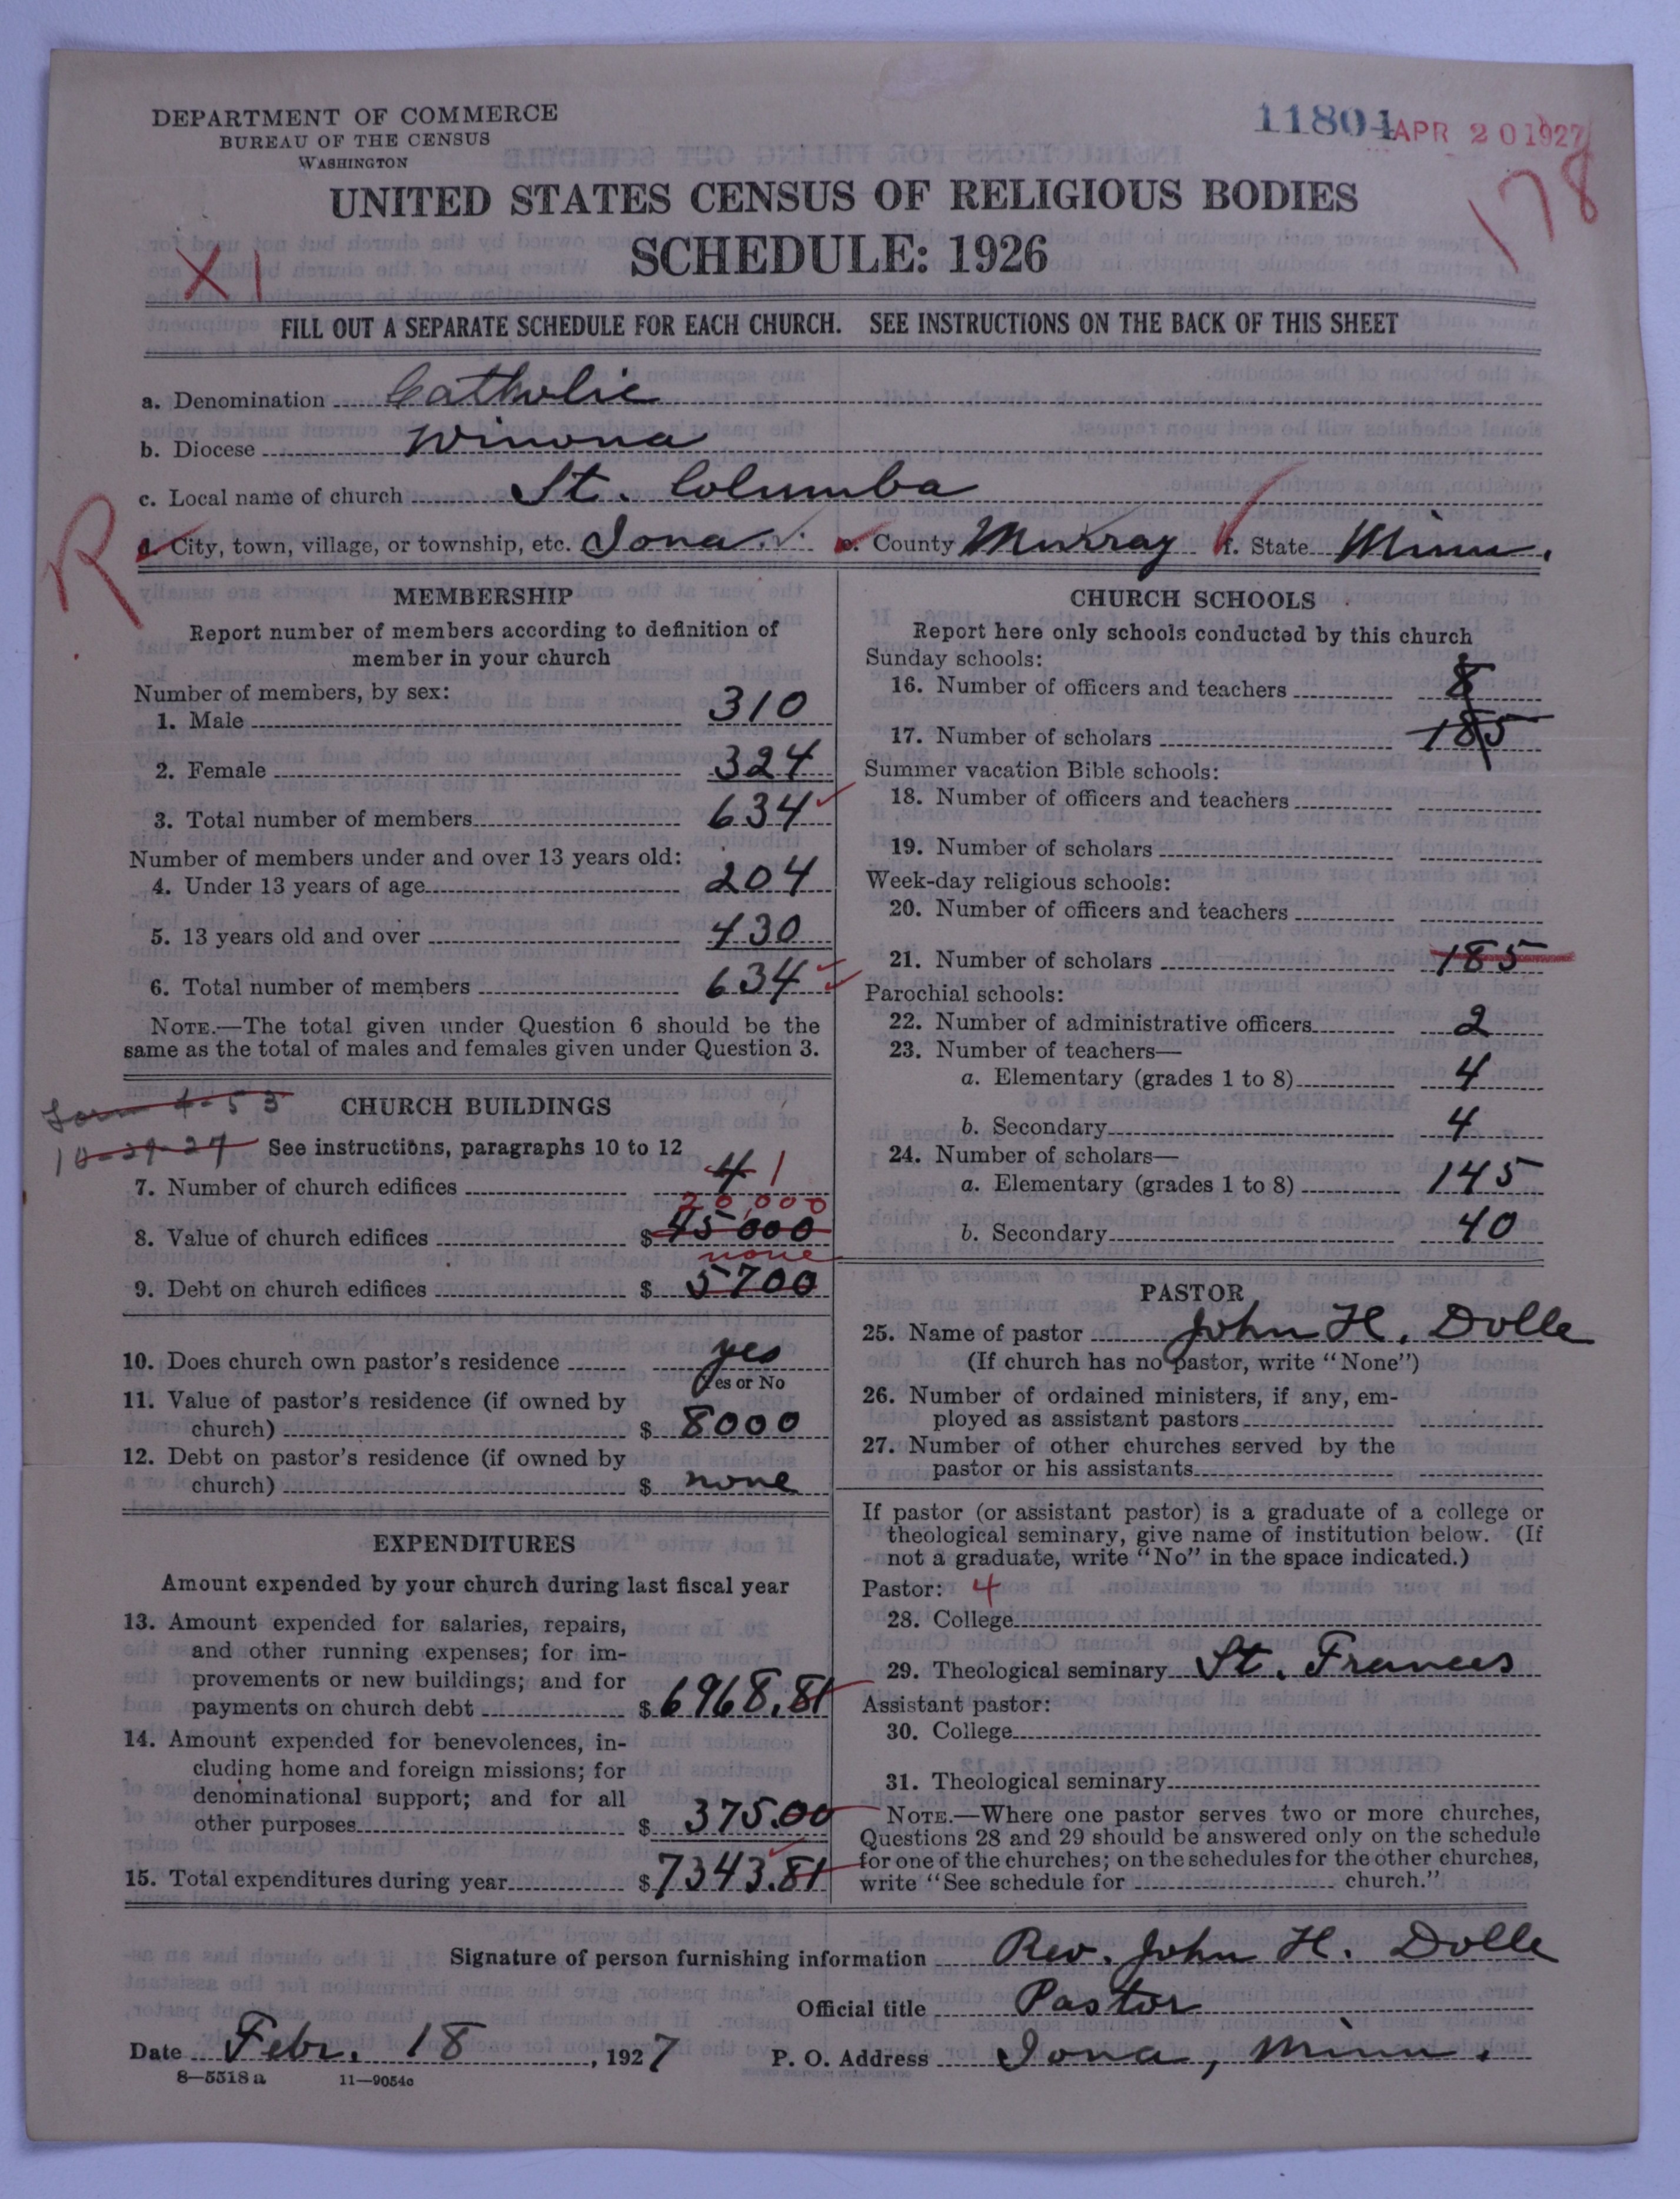 DEPARTMENT OF COMMERCE
BUREAU OF THE CENSUS
WASHINGTON
11804 APR 20 1927
178
UNITED STATES CENSUS OF RELIGIOUS BODIES
SCHEDULE: 1926
XI
FILL OUT A SEPARATE SCHEDULE FOR EACH CHURCH. SEE INSTRUCTIONS ON THE BACK OF THIS SHEET
a. Denomination Catholic
b. Diocese Winona
c. Local name of church St. Columba
R
d. City, town, village, or township, etc. Iona e. County Murray f. State Minn.
MEMBERSHIP
Report number of members according to definition of
member in your church
Number of members, by sex:
1. Male 310
2. Female 324
3. Total number of members 634
Number of members under and over 13 years old:
4. Under 13 years of age 204
5. 13 years old and over 430
6. Total number of members 634
NOTE.—The total given under Question 6 should be the
same as the total of males and females given under Question 3.
Form 4-53
10-29-27
CHURCH BUILDINGS
See instructions, paragraphs 10 to 12
7. Number of church edifices 4 1
20,000
8. Value of church edifices $ 45000
none
9. Debt on church edifices $ 5700
10. Does church own pastor's residence yes
Yes or No
11. Value of pastor's residence (if owned by
church) $ 8000
12. Debt on pastor's residence (if owned by
church) $ none
EXPENDITURES
Amount expended by your church during last fiscal year
13. Amount expended for salaries, repairs,
and other running expenses; for im-
provements or new buildings; and for
payments on church debt $ 6968.81
14. Amount expended for benevolences, in-
cluding home and foreign missions; for
denominational support; and for all
other purposes $ 375.00
15. Total expenditures during year $ 7343.81
CHURCH SCHOOLS
Report here only schools conducted by this church
Sunday schools:
16. Number of officers and teachers 8
17. Number of scholars 185
Summer vacation Bible schools:
18. Number of officers and teachers
19. Number of scholars
Week-day religious schools:
20. Number of officers and teachers
21. Number of scholars 185
Parochial schools:
22. Number of administrative officers 2
23. Number of teachers—
a. Elementary (grades 1 to 8) 4
b. Secondary 4
24. Number of scholars—
a. Elementary (grades 1 to 8) 145
b. Secondary 40
PASTOR
25. Name of pastor John H. Dolle
(If church has no pastor, write "None")
26. Number of ordained ministers, if any, em-
ployed as assistant pastors
27. Number of other churches served by the
pastor or his assistants
If pastor (or assistant pastor) is a graduate of a college or
theological seminary, give name of institution below. (If
not a graduate, write "No" in the space indicated.)
Pastor: 4
28. College
29. Theological seminary St. Frances
Assistant pastor:
30. College
31. Theological seminary
NOTE.—Where one pastor serves two or more churches,
Questions 28 and 29 should be answered only on the schedule
for one of the churches; on the schedules for the other churches,
write "See schedule for church."
Signature of person furnishing information Rev. John H. Dolle
Official title Pastor
Date Febr. 18, 1927 P. O. Address Iona, Minn.
8—5518a 11—9054c